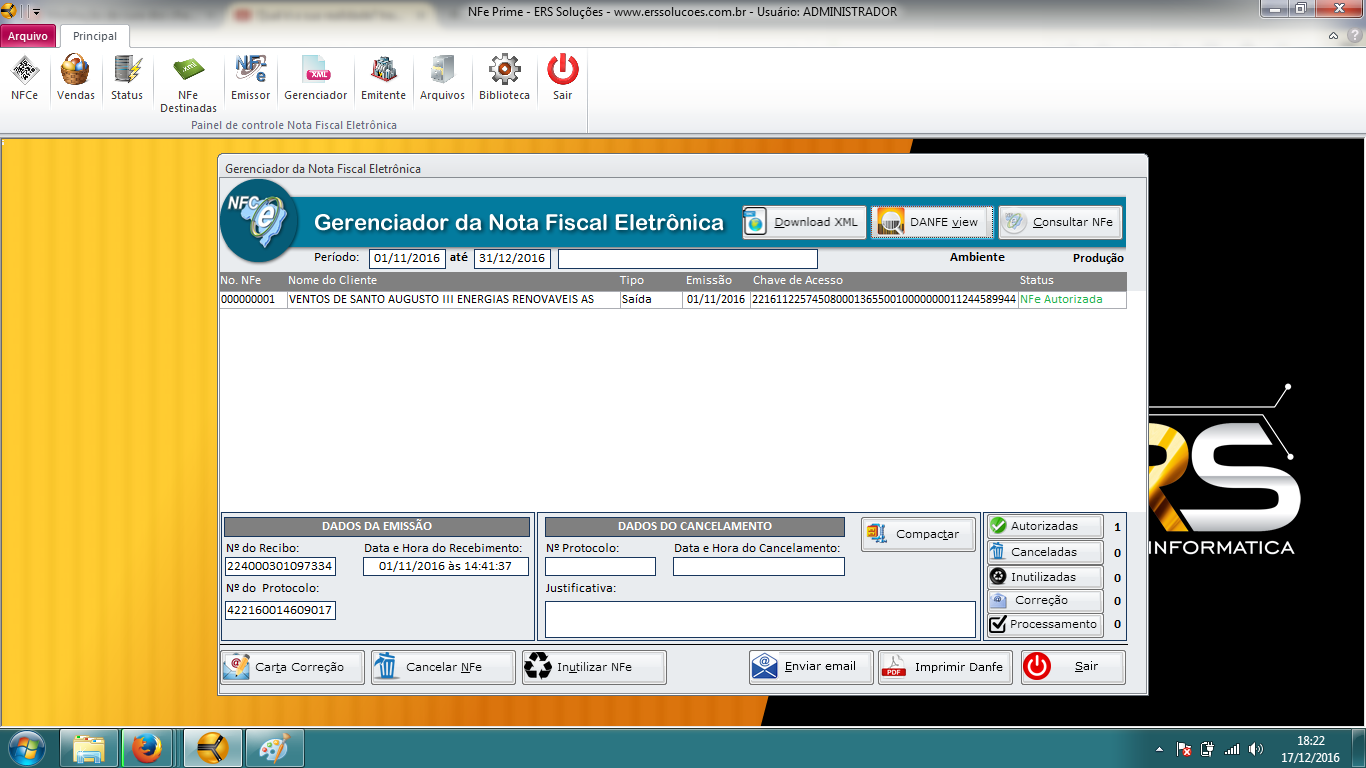 NFe Prime - ERS Soluções - www.erssolucoes.com.br - Usuário: ADMINISTRADOR
Arquivo Principal
NFCe Vendas Status NFe Destinadas Emissor Gerenciador Emitente Arquivos Biblioteca Sair
Painel de controle Nota Fiscal Eletrônica
Gerenciador da Nota Fiscal Eletrônica
Gerenciador da Nota Fiscal Eletrônica Download XML DANFE view Consultar NFe
Período: 01/11/2016 até 31/12/2016 Ambiente Produção
No. NFe Nome do Cliente Tipo Emissão Chave de Acesso Status
000000001 VENTOS DE SANTO AUGUSTO III ENERGIAS RENOVAVEIS AS Saída 01/11/2016 22161122574508000136550010000000011244589944 NFe Autorizada
DADOS DA EMISSÃO
Nº do Recibo: Data e Hora do Recebimento:
224000301097334 01/11/2016 às 14:41:37
Nº do Protocolo:
422160014609017
DADOS DO CANCELAMENTO
Compactar
Nº Protocolo: Data e Hora do Cancelamento:
Justificativa:
Autorizadas 1
Canceladas 0
Inutilizadas 0
Correção 0
Processamento 0
Carta Correção Cancelar NFe Inutilizar NFe Enviar email Imprimir Danfe Sair
RS
INFORMATICA
18:22
17/12/2016